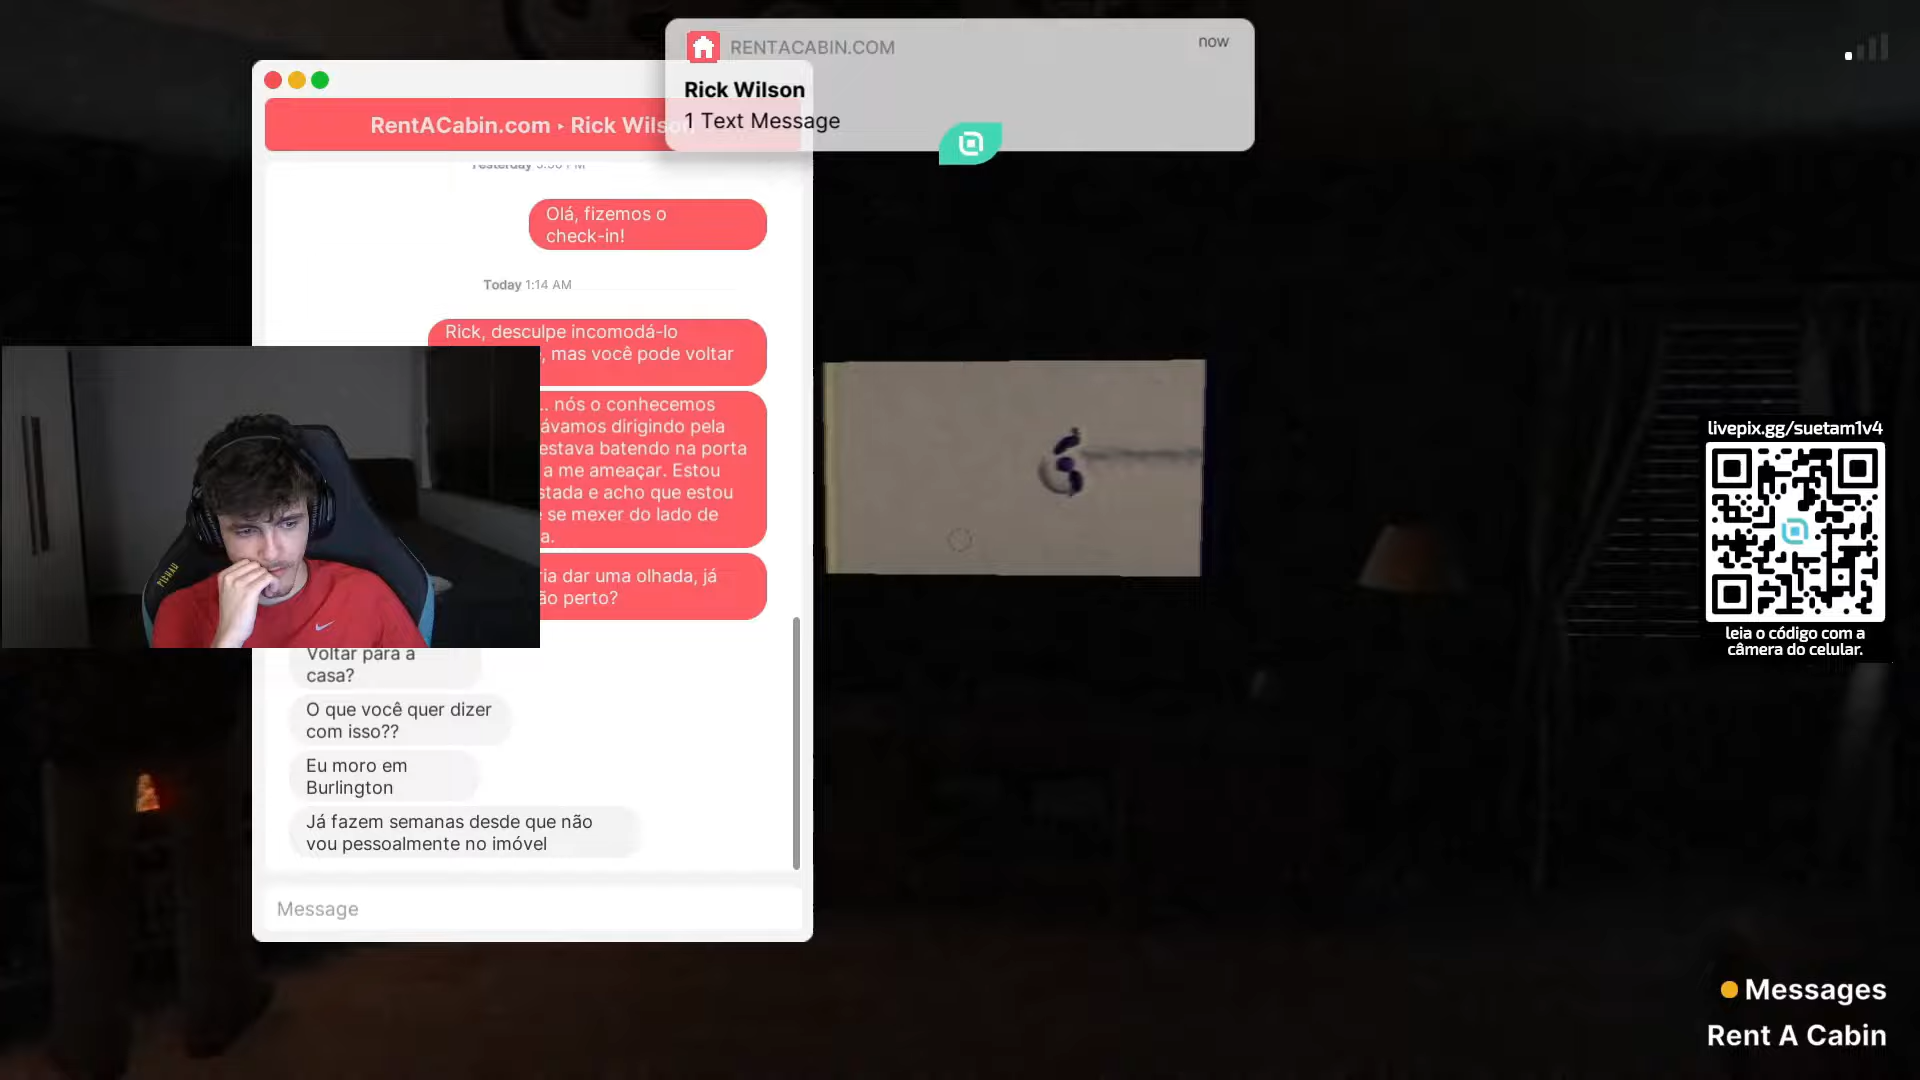 RENTACABIN.COM
now
Rick Wilson
1 Text Message
RentACabin.com ‣ Rick Wilson
Yesterday
Olá, fizemos o
check-in!
Today 1:14 AM
Rick, desculpe incomodá-lo
, mas você pode voltar
.. nós o conhecemos
ávamos dirigindo pela
estava batendo na porta
a me ameaçar. Estou
stada e acho que estou
se mexer do lado de
a.
ria dar uma olhada, já
ão perto?
Voltar para a
casa?
O que você quer dizer
com isso??
Eu moro em
Burlington
Já fazem semanas desde que não
vou pessoalmente no imóvel
Message
PICHAU
livepix.gg/suetam1v4
leia o código com a
câmera do celular.
Messages
Rent A Cabin